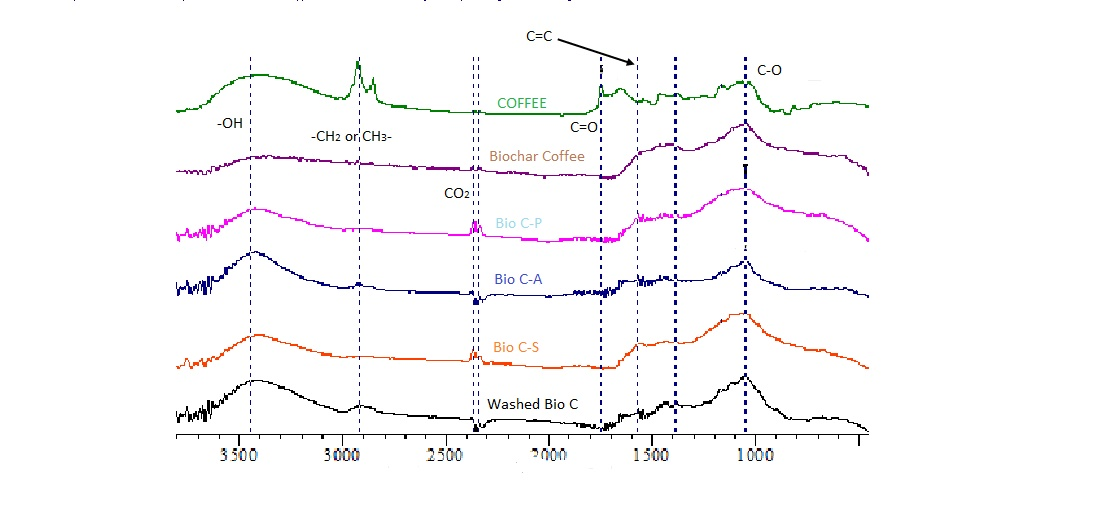 C=C
C-O
COFFEE
-OH
C=O
-CH2 or CH3-
Biochar Coffee
CO2
Bio C-P
Bio C-A
Bio C-S
Washed Bio C
3500 3000 2500 2000 1500 1000